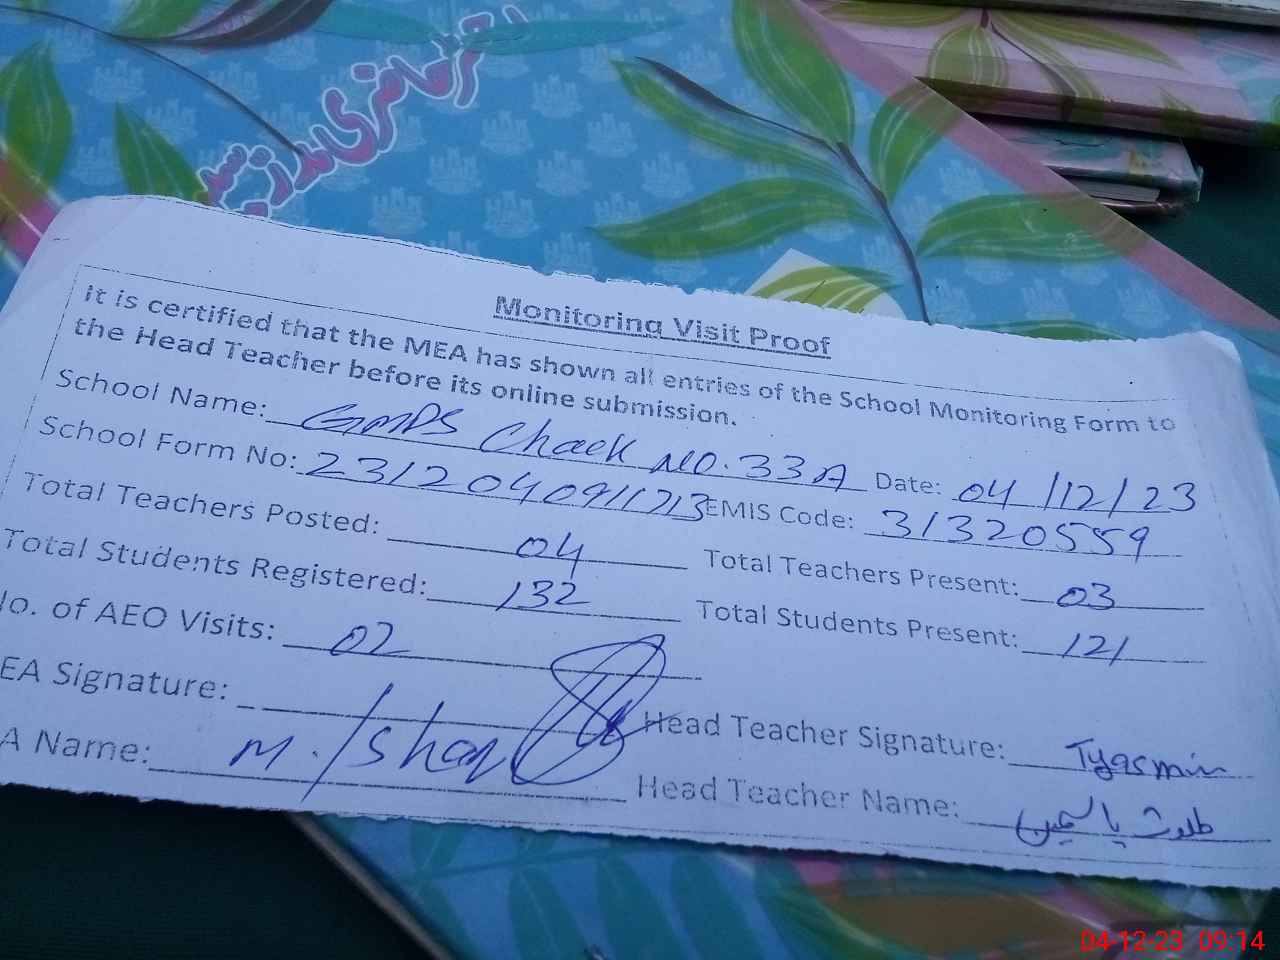 حاضری مدرسین
Monitoring Visit Proof
it is certified that the MEA has shown all entries of the School Monitoring Form to
the Head Teacher before its online submission.
School Name: GMPS Chack No. 33A Date: 04/12/23
School Form No: EMIS Code: 31320559
Total Teachers Posted: 04 Total Teachers Present: 03
Total Students Registered: 132 Total Students Present: 121
No. of AEO Visits: 02
EA Signature: Head Teacher Signature: Tyasmin
A Name: M. Ishaq Head Teacher Name: طلعت یاسمین
04-12-23 09:14